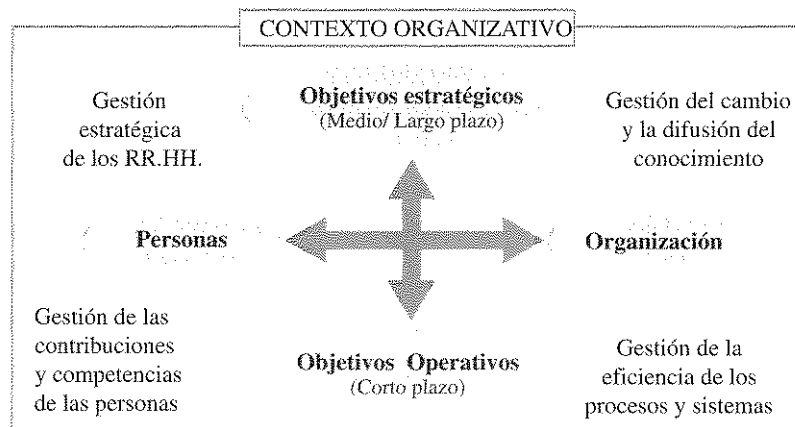 CONTEXTO ORGANIZATIVO
Gestión
estratégica
de los RR.HH.
Objetivos estratégicos
(Medio/ Largo plazo)
Gestión del cambio
y la difusión del
conocimiento
Personas
Organización
Gestión de las
contribuciones
y competencias
de las personas
Objetivos Operativos
(Corto plazo)
Gestión de la
eficiencia de los
procesos y sistemas